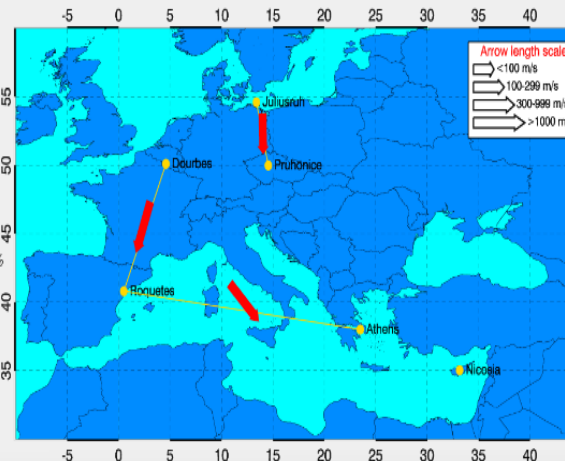 -5 0 5 10 15 20 25 30 35 40
Arrow length scale
<100 m/s
100-299 m/s
300-999 m/s
>1000 m
55
50
45
40
35
Juliusruh
Dourbes
Pruhonice
Roquetes
Athens
Nicosia
-5 0 5 10 15 20 25 30 35 40